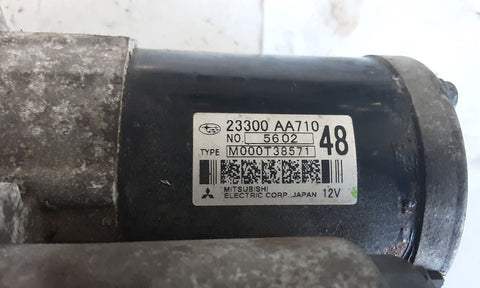 23300 AA710
NO. 5602 48
TYPE M000T38571
MITSUBISHI
ELECTRIC CORP., JAPAN 12V